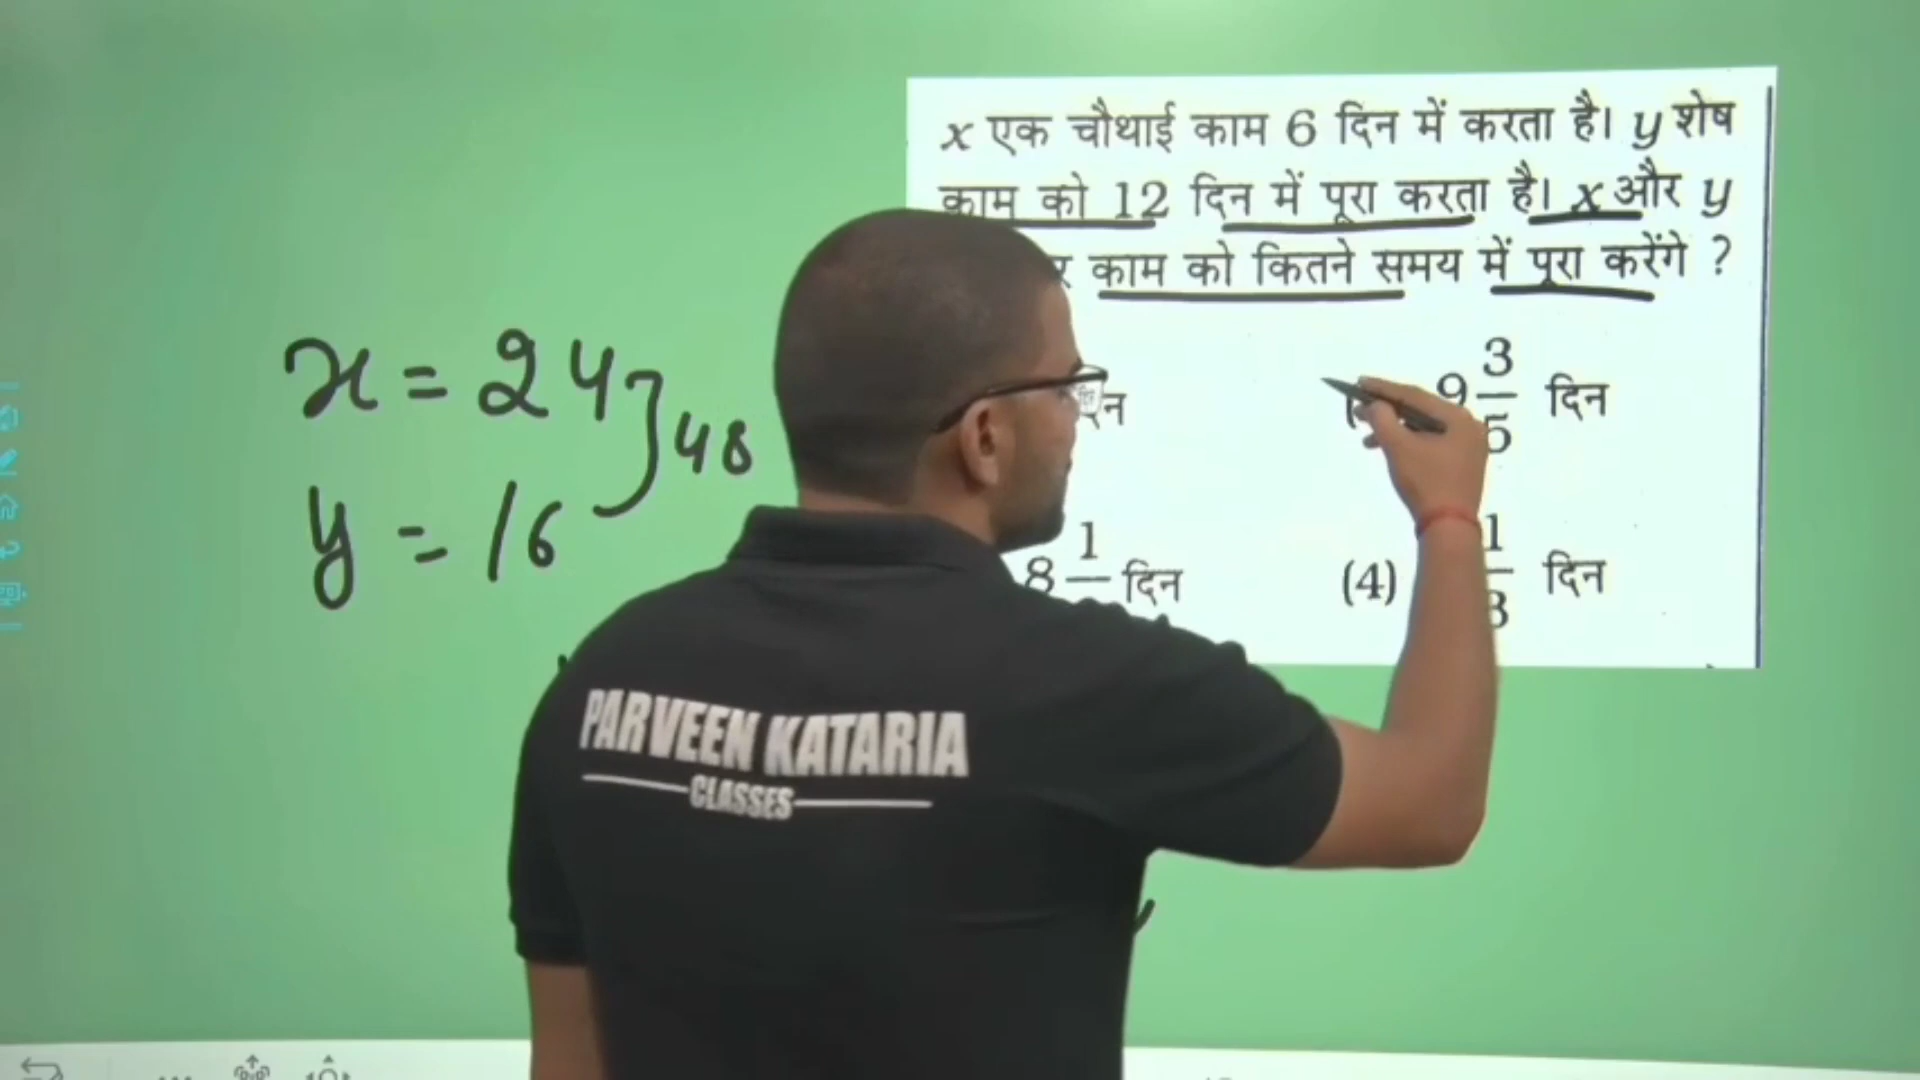 x एक चौथाई काम 6 दिन में करता है। y शेष
काम को 12 दिन में पूरा करता है। x और y
काम को कितने समय में पूरा करेंगे ?
9 3/5 दिन
8 1 दिन
(4) 1 दिन
x = 24
48
y = 16
PARVEEN KATARIA
CLASSES